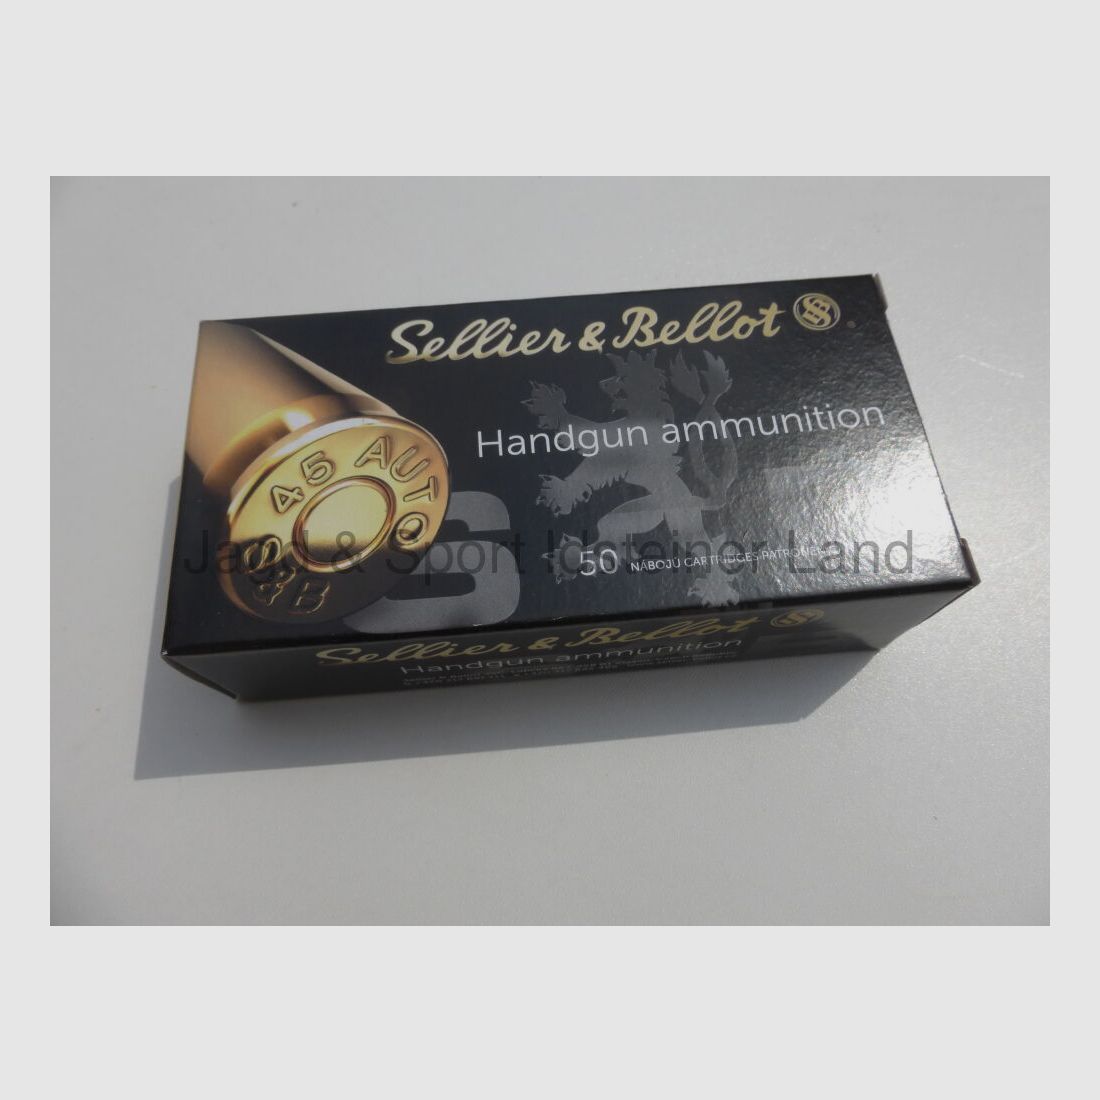 Sellier & Bellot
Handgun ammunition
45 AUTO
S&B
50 NÁBOJŮ CARTRIDGES PATRONEN
Jagd & Sport Idsteiner Land
Sellier & Bellot
Handgun ammunition